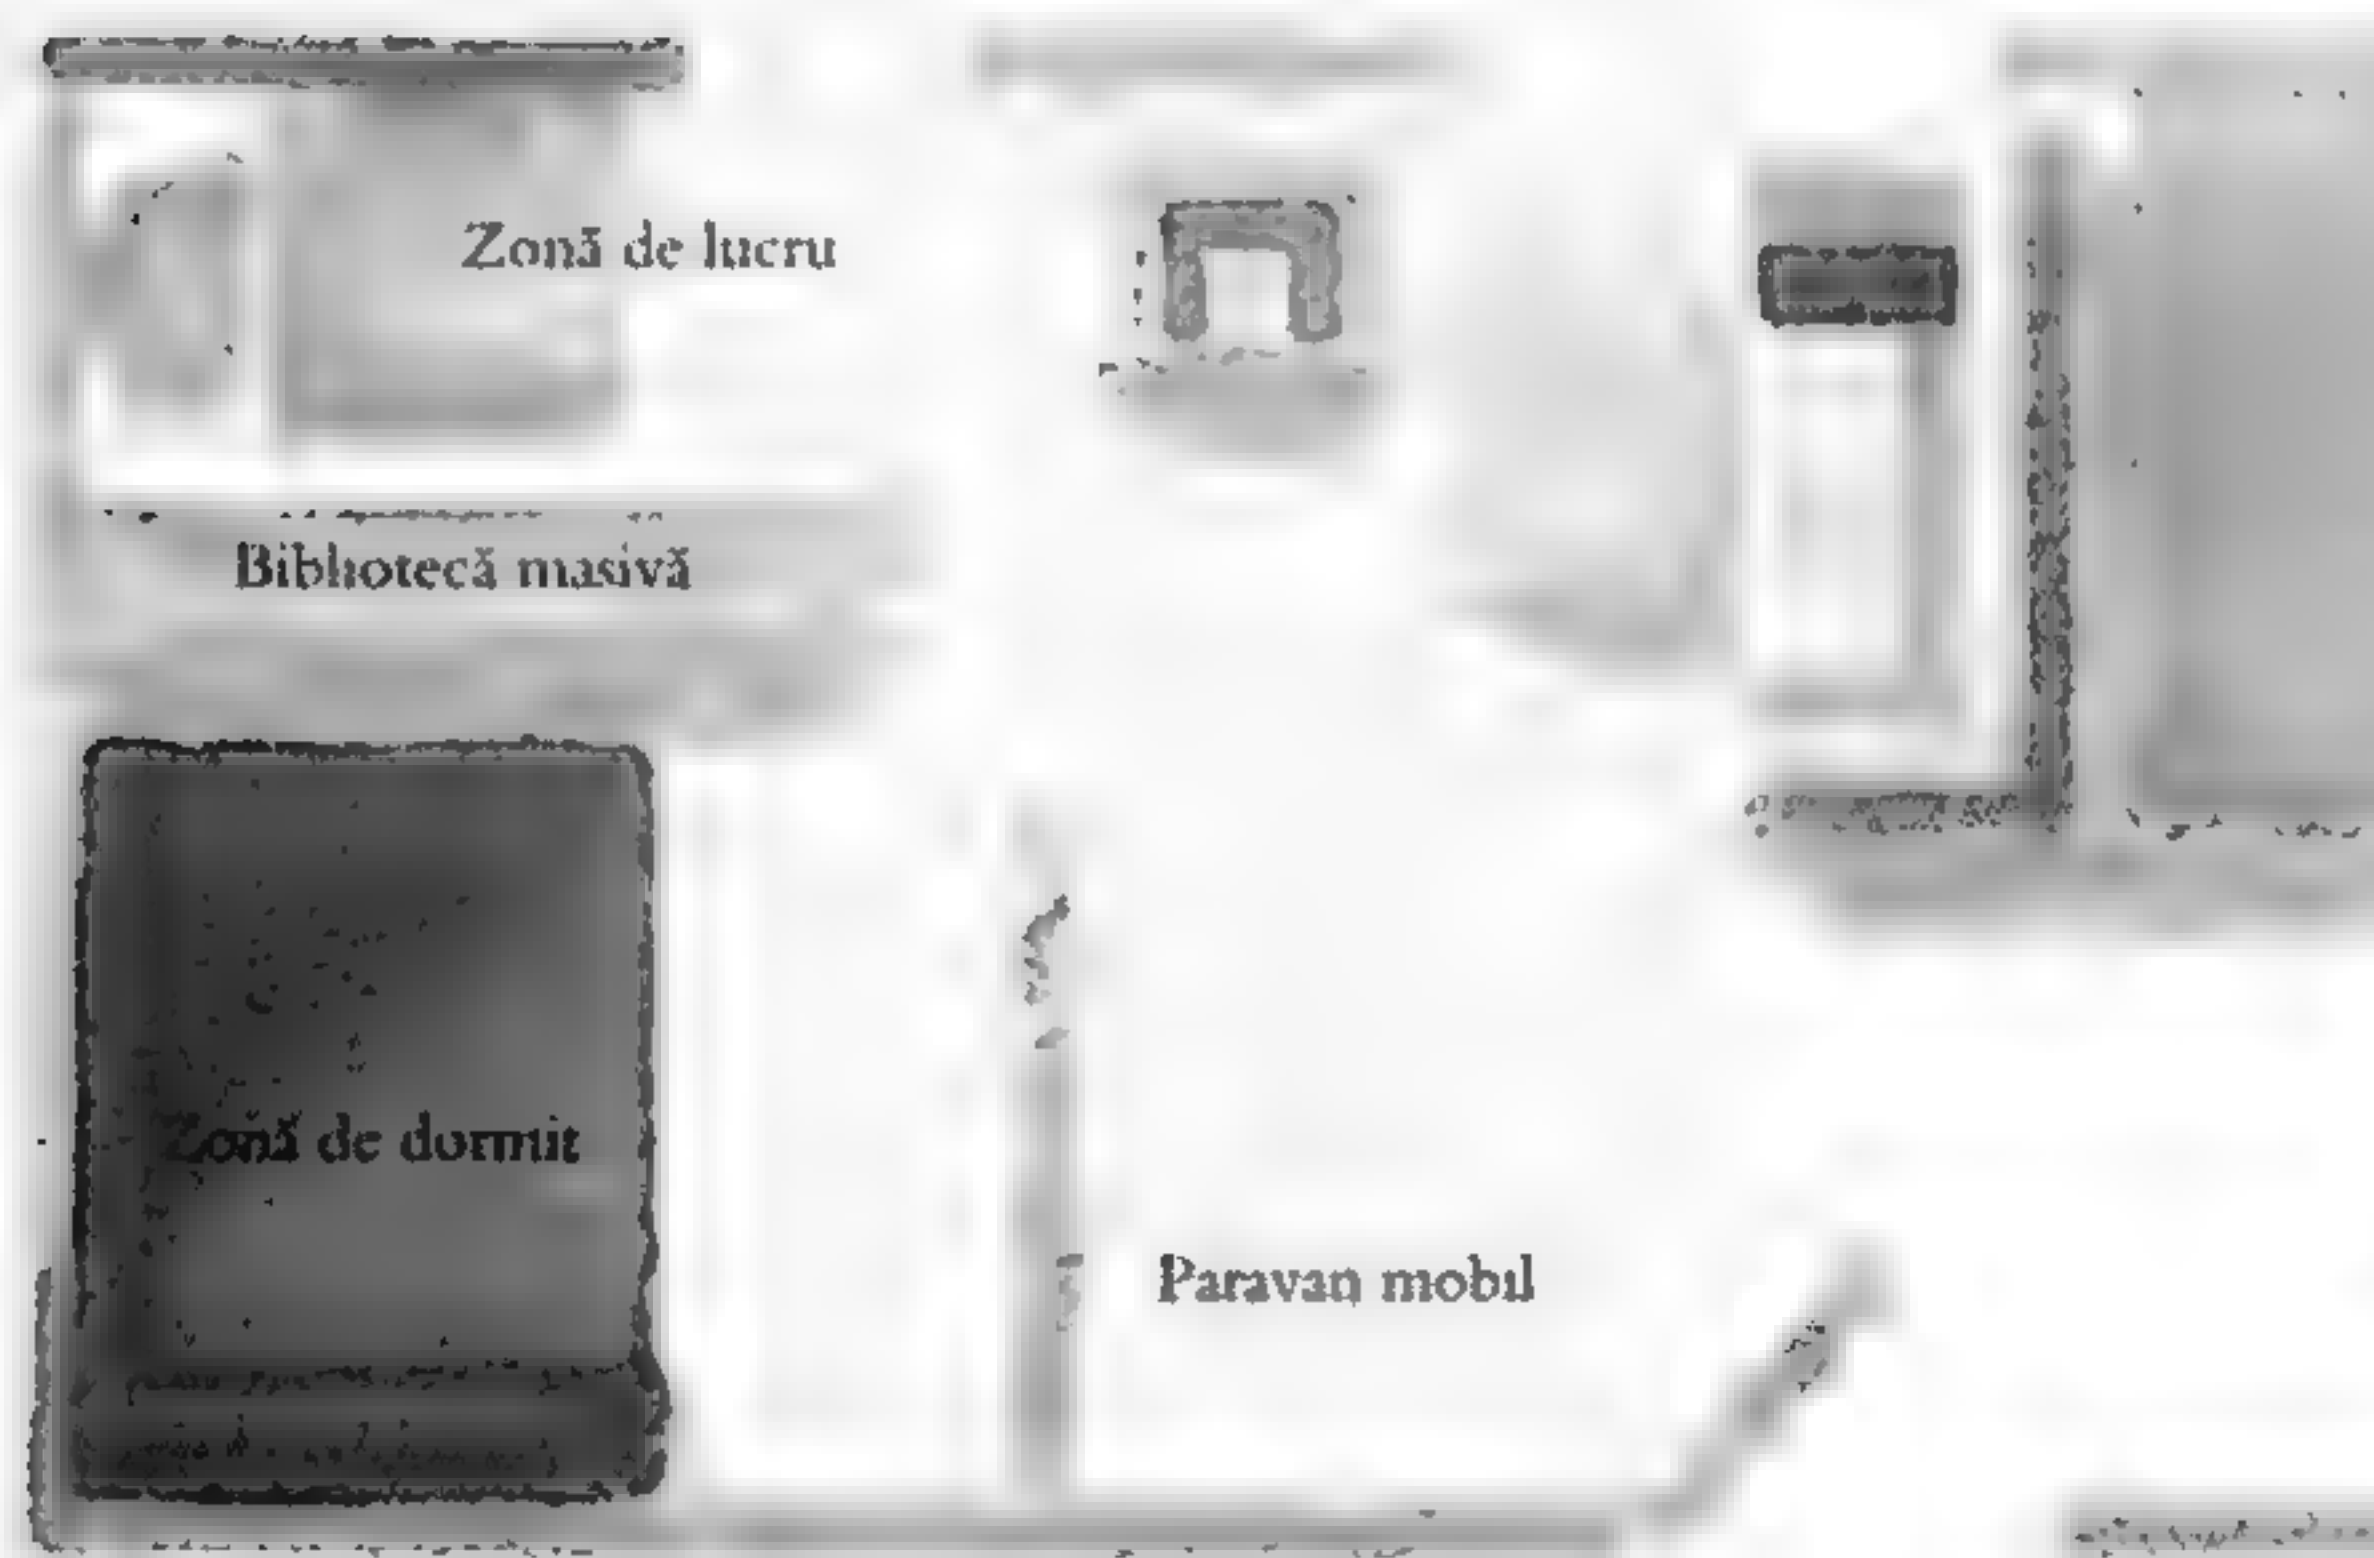 Zonă de lucru
Bibliotecă masivă
Zonă de dormit
Paravan mobil